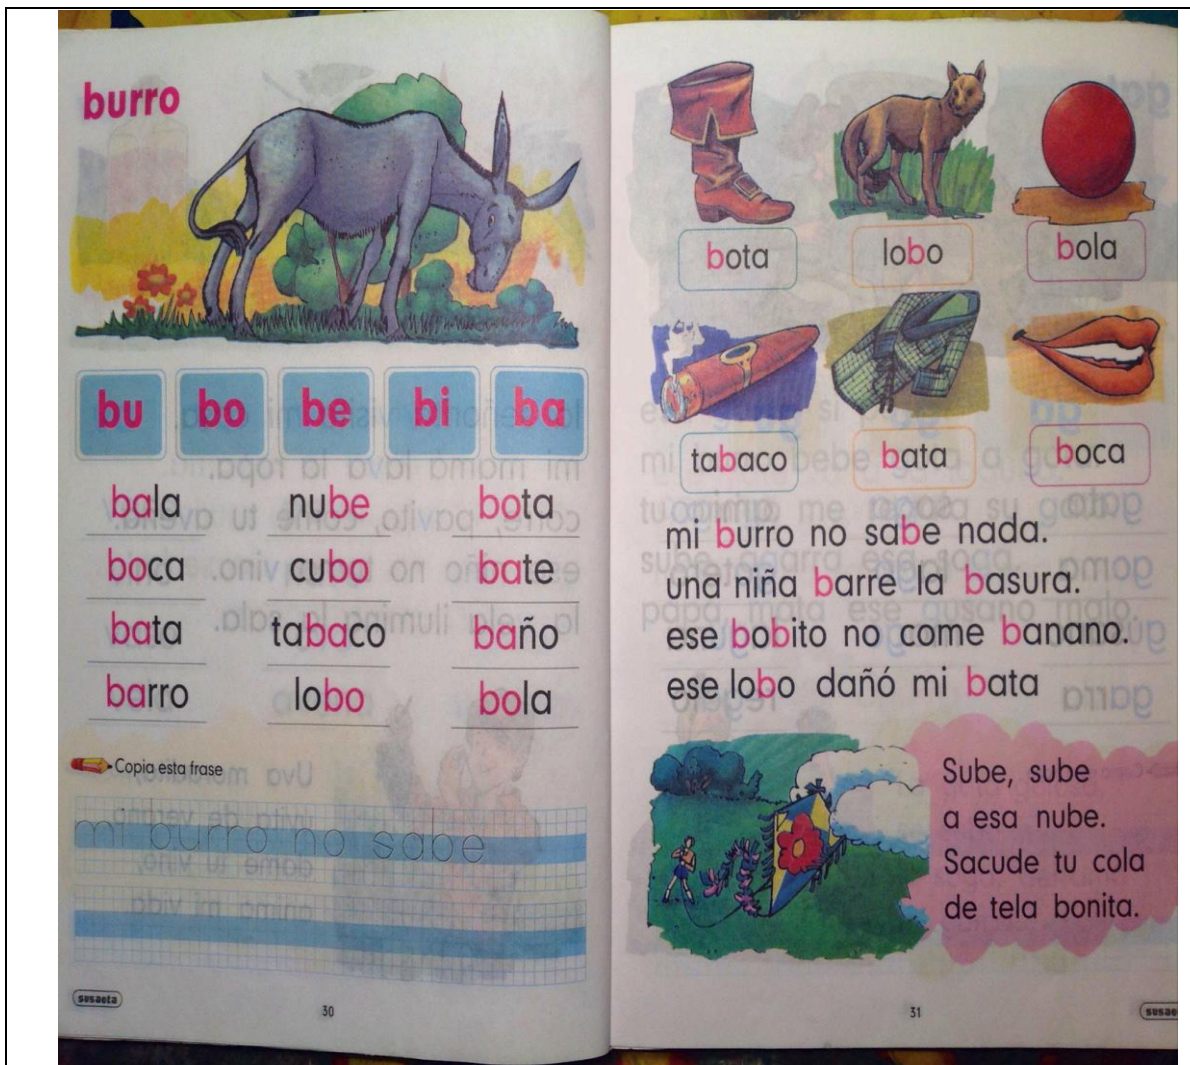 burro
bu bo be bi ba
bala nube bota
boca cubo bate
bata tabaco baño
barro lobo bola
Copia esta frase
mi burro no sabe
susaeta
30
bota lobo bola
tabaco bata boca
mi burro no sabe nada.
una niña barre la basura.
ese bobito no come banano.
ese lobo dañó mi bata
Sube, sube
a esa nube.
Sacude tu cola
de tela bonita.
31
susae